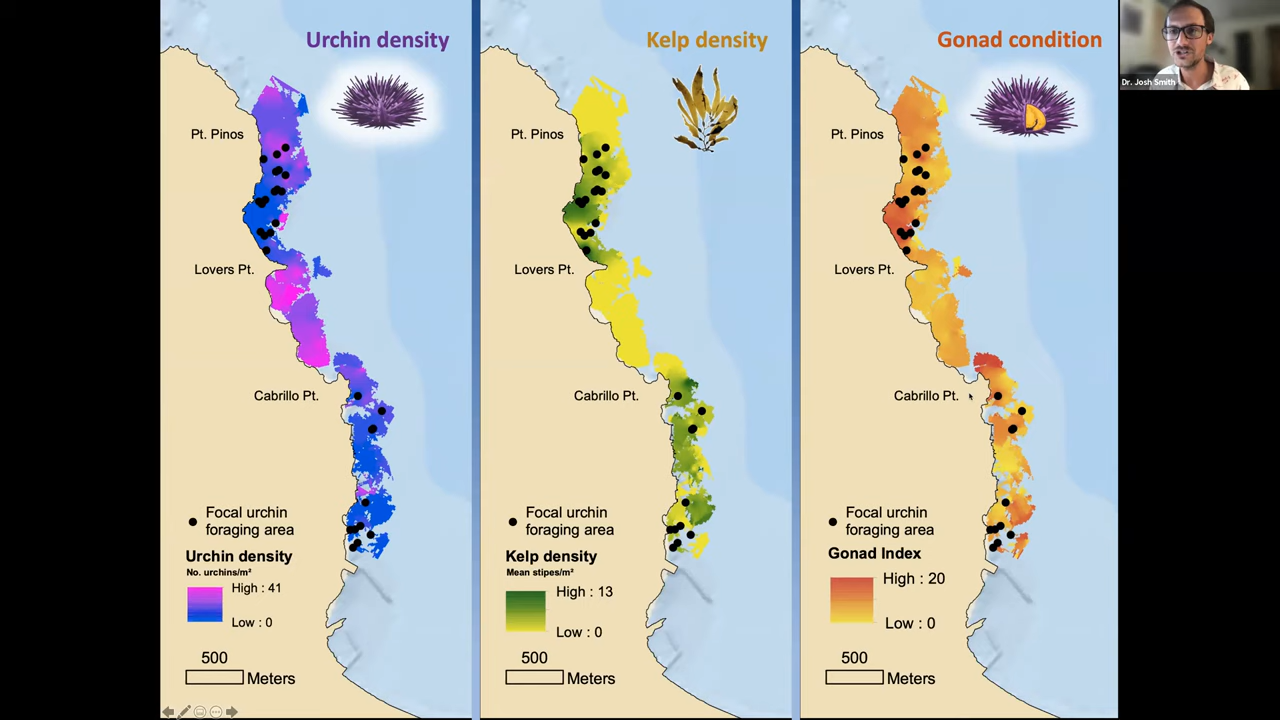 Urchin density
Pt. Pinos
Lovers Pt.
Cabrillo Pt.
Focal urchin
foraging area
Urchin density
No. urchins/m²
High : 41
Low : 0
500
Meters
Kelp density
Pt. Pinos
Lovers Pt.
Cabrillo Pt.
Focal urchin
foraging area
Kelp density
Mean stipes/m²
High : 13
Low : 0
500
Meters
Gonad condition
Pt. Pinos
Lovers Pt.
Cabrillo Pt.
Focal urchin
foraging area
Gonad Index
High : 20
Low : 0
500
Meters
Dr. Josh Smith